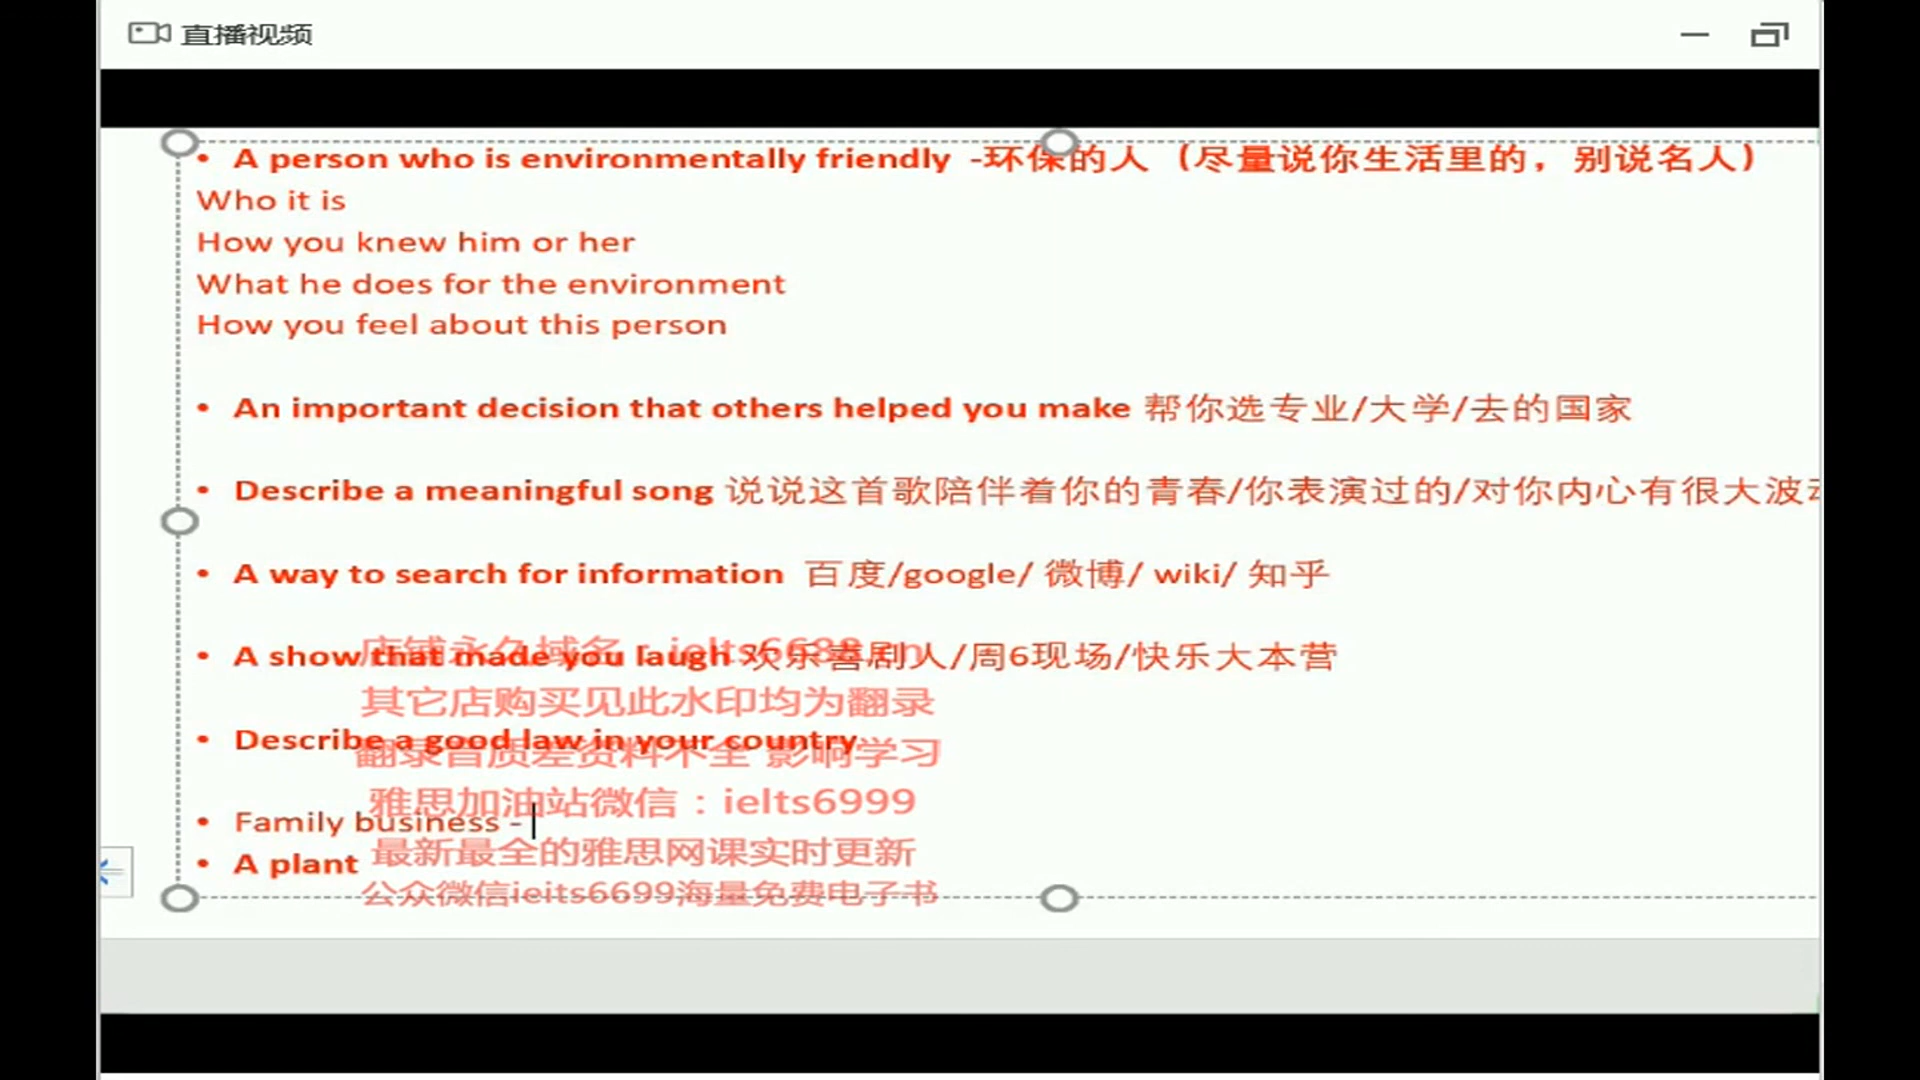 直播视频
• A person who is environmentally friendly -环保的人（尽量说你生活里的，别说名人）
Who it is
How you knew him or her
What he does for the environment
How you feel about this person
• An important decision that others helped you make 帮你选专业/大学/去的国家
• Describe a meaningful song 说说这首歌陪伴着你的青春/你表演过的/对你内心有很大波
• A way to search for information 百度/google/ 微博/ wiki/ 知乎
• A show that made you laugh 欢乐喜剧人/周6现场/快乐大本营
店铺永久域名：ielts6688.cn
其它店购买见此水印均为翻录
• Describe a good law in your country
翻录音质差资料不全 影响学习
雅思加油站微信：ielts6999
• Family business -
最新最全的雅思网课实时更新
• A plant
公众微信ieits6699海量免费电子书